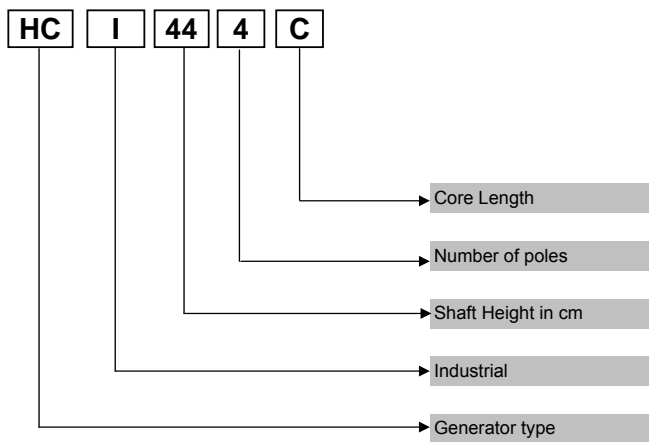 HC I 44 4 C
Core Length
Number of poles
Shaft Height in cm
Industrial
Generator type